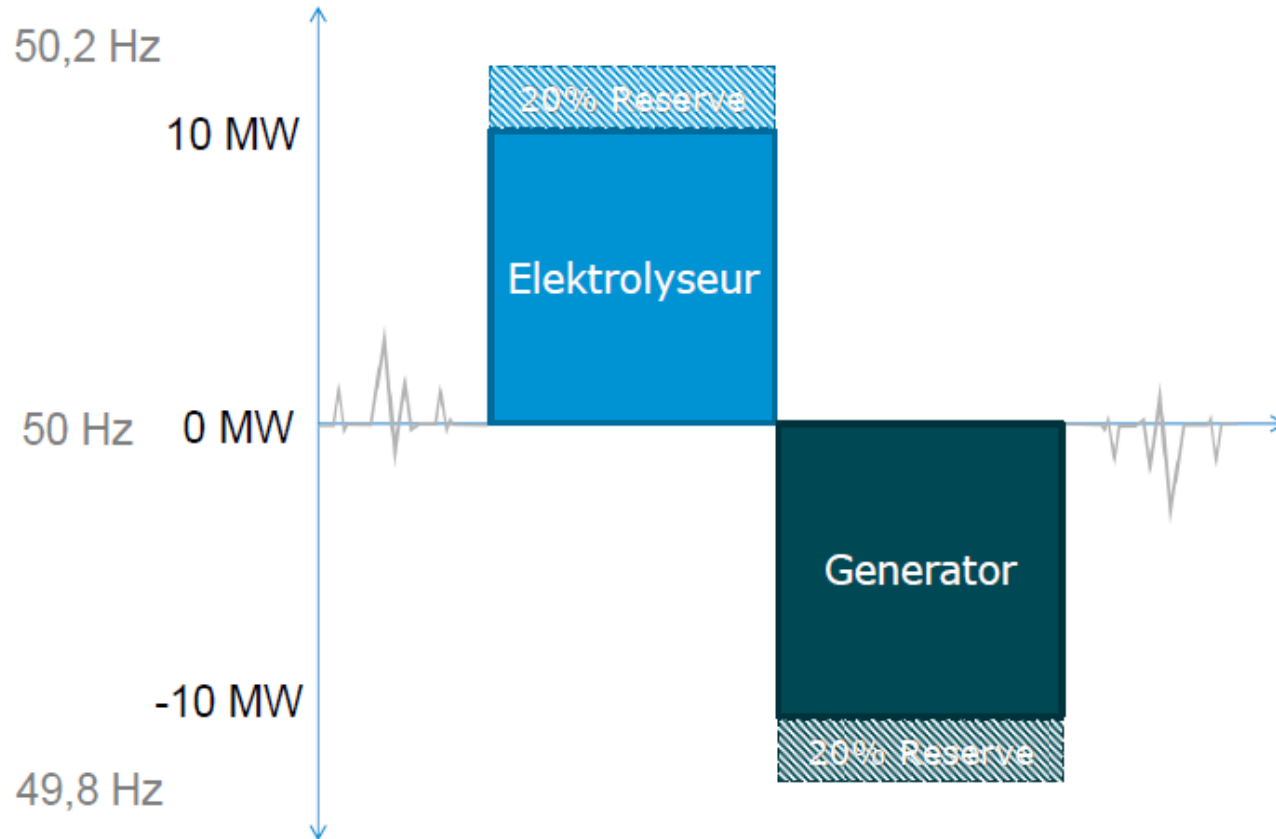 50,2 Hz
20% Reserve
10 MW
Elektrolyseur
50 Hz
0 MW
Generator
-10 MW
20% Reserve
49,8 Hz